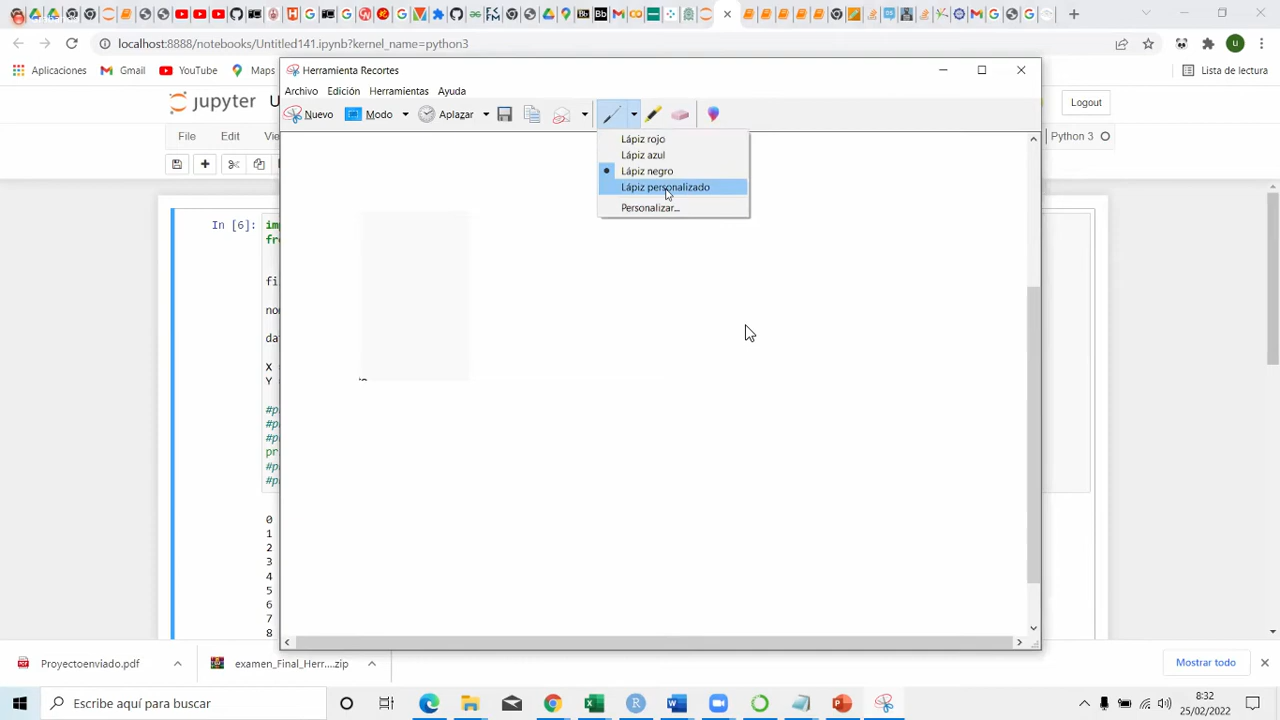 localhost:8888/notebooks/Untitled141.ipynb?kernel_name=python3
Aplicaciones
Gmail
YouTube
Maps
Lista de lectura
Herramienta Recortes
Archivo Edición Herramientas Ayuda
Nuevo Modo Aplazar
Lápiz rojo
Lápiz azul
Lápiz negro
Lápiz personalizado
Personalizar...
jupyter U
Logout
File Edit
Python 3
In [6]:
X
Y
0
1
2
3
4
5
6
7
8
Proyectoenviado.pdf
examen_Final_Herr....zip
Mostrar todo
Escribe aquí para buscar
8:32
25/02/2022